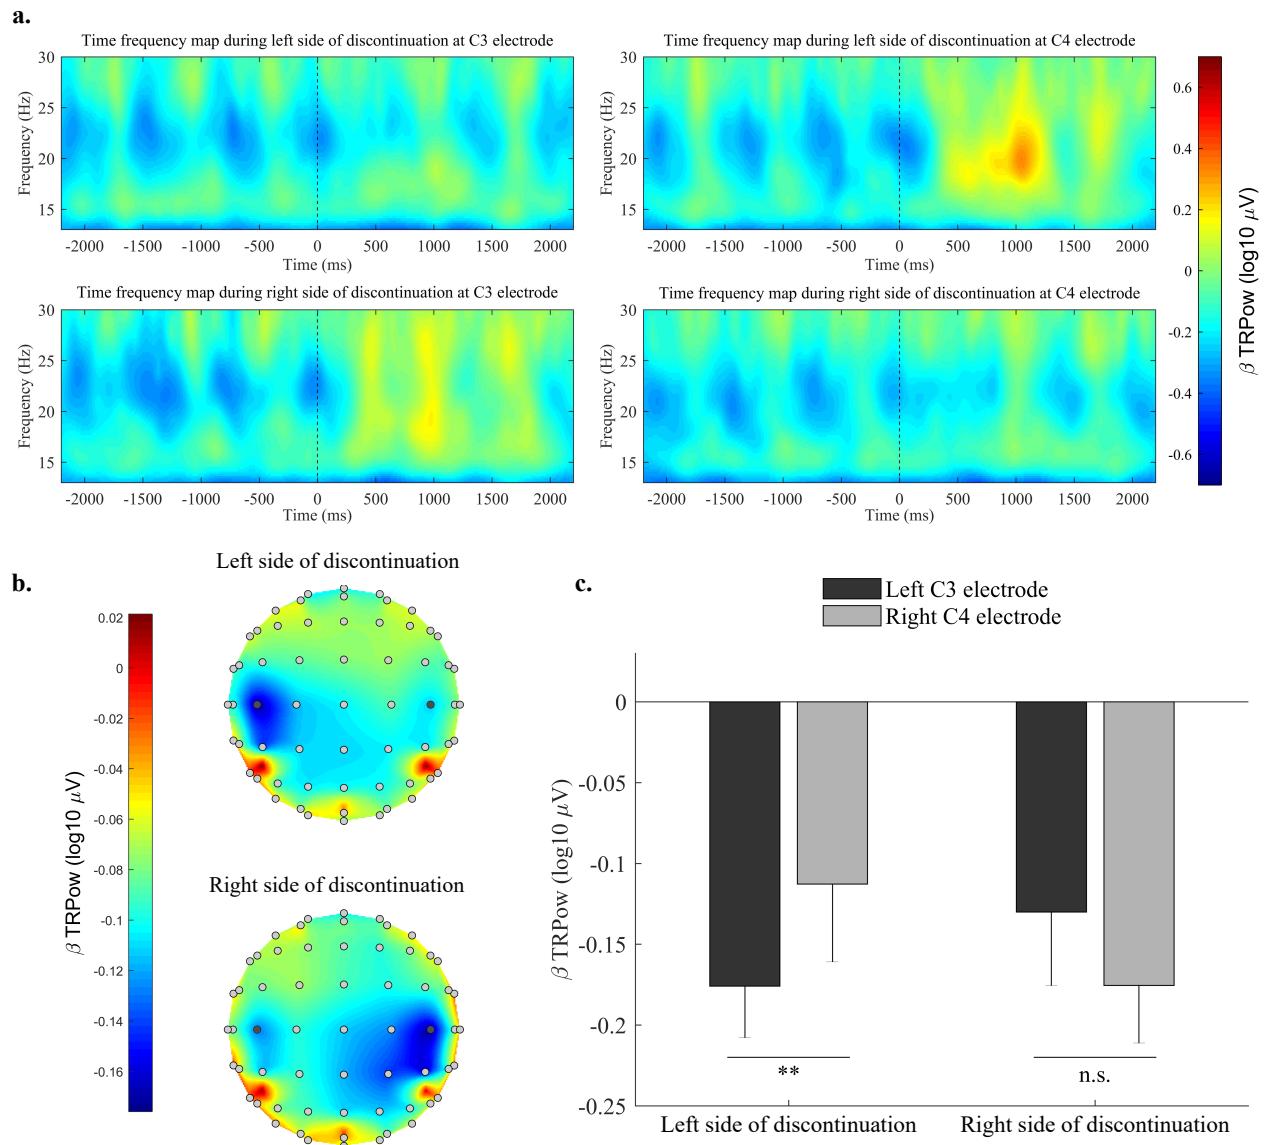 a.
Time frequency map during left side of discontinuation at C3 electrode
30
25
20
15
Frequency (Hz)
-2000 -1500 -1000 -500 0 500 1000 1500 2000
Time (ms)
Time frequency map during left side of discontinuation at C4 electrode
30
25
20
15
Frequency (Hz)
-2000 -1500 -1000 -500 0 500 1000 1500 2000
Time (ms)
0.6
0.4
0.2
0
-0.2
-0.4
-0.6
β TRPow (log10 μV)
Time frequency map during right side of discontinuation at C3 electrode
30
25
20
15
Frequency (Hz)
-2000 -1500 -1000 -500 0 500 1000 1500 2000
Time (ms)
Time frequency map during right side of discontinuation at C4 electrode
30
25
20
15
Frequency (Hz)
-2000 -1500 -1000 -500 0 500 1000 1500 2000
Time (ms)
b.
Left side of discontinuation
0.02
0
-0.02
-0.04
-0.06
-0.08
-0.1
-0.12
-0.14
-0.16
β TRPow (log10 μV)
Right side of discontinuation
c.
Left C3 electrode
Right C4 electrode
0
-0.05
-0.1
-0.15
-0.2
-0.25
β TRPow (log10 μV)
**
n.s.
Left side of discontinuation
Right side of discontinuation